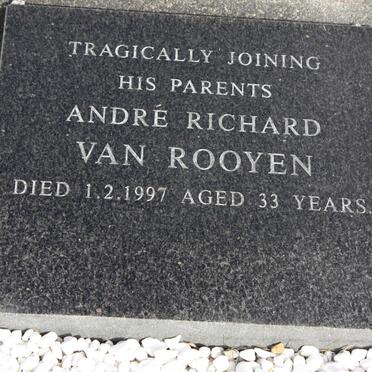 TRAGICALLY JOINING
HIS PARENTS
ANDRÉ RICHARD
VAN ROOYEN
DIED 1.2.1997 AGED 33 YEARS.